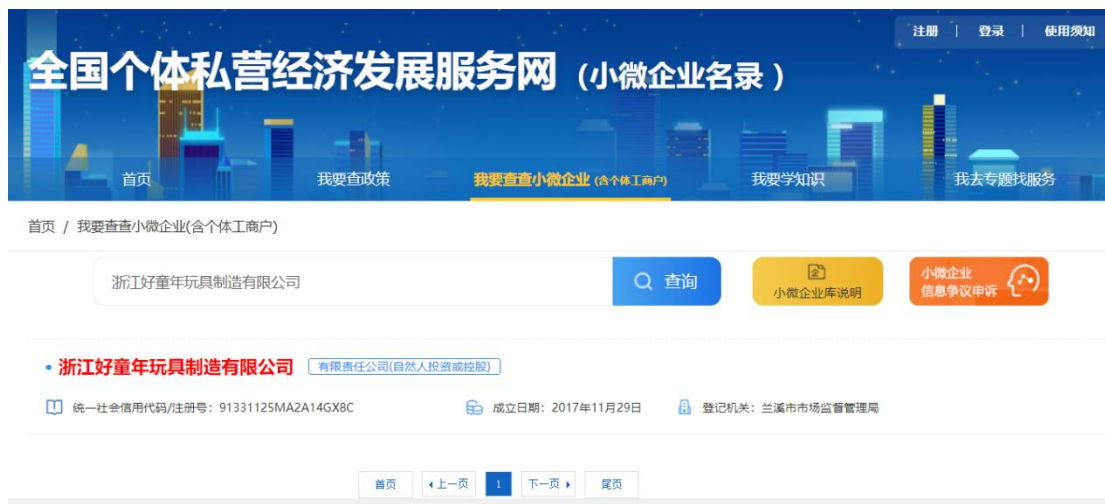 注册 | 登录 | 使用须知
全国个体私营经济发展服务网（小微企业名录）
首页 我要查政策 我要查查小微企业(含个体工商户) 我要学知识 我去专题找服务
首页 / 我要查查小微企业(含个体工商户)
浙江好童年玩具制造有限公司 查询 小微企业库说明 小微企业
信息争议申诉
浙江好童年玩具制造有限公司 有限责任公司(自然人投资或控股)
统一社会信用代码/注册号：91331125MA2A14GX8C 成立日期：2017年11月29日 登记机关：兰溪市市场监督管理局
首页 上一页 1 下一页 尾页